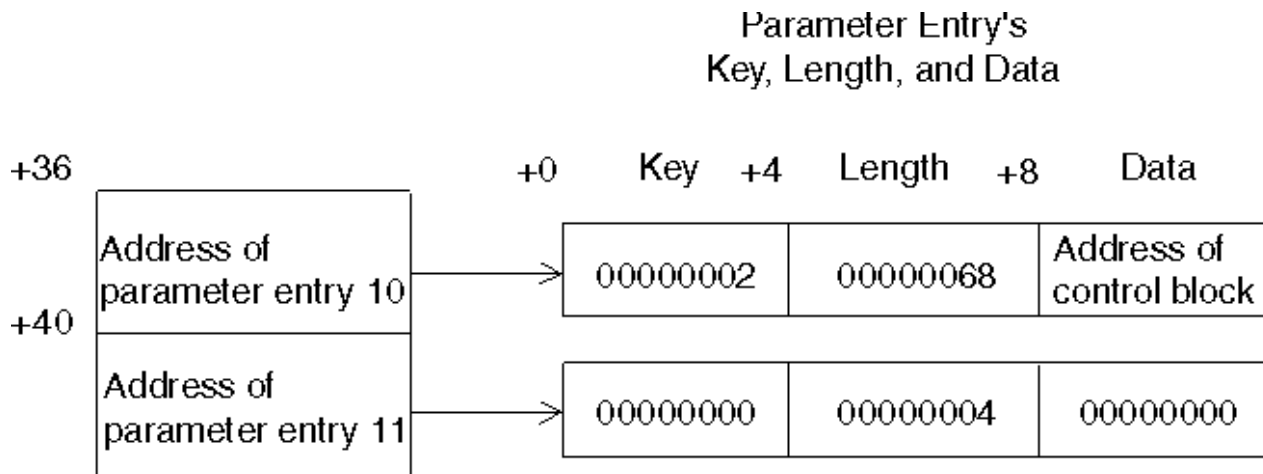 Parameter Entry's
Key, Length, and Data
+36
+0 Key +4 Length +8 Data
Address of
parameter entry 10
00000002 00000068 Address of
control block
+40
Address of
parameter entry 11
00000000 00000004 00000000